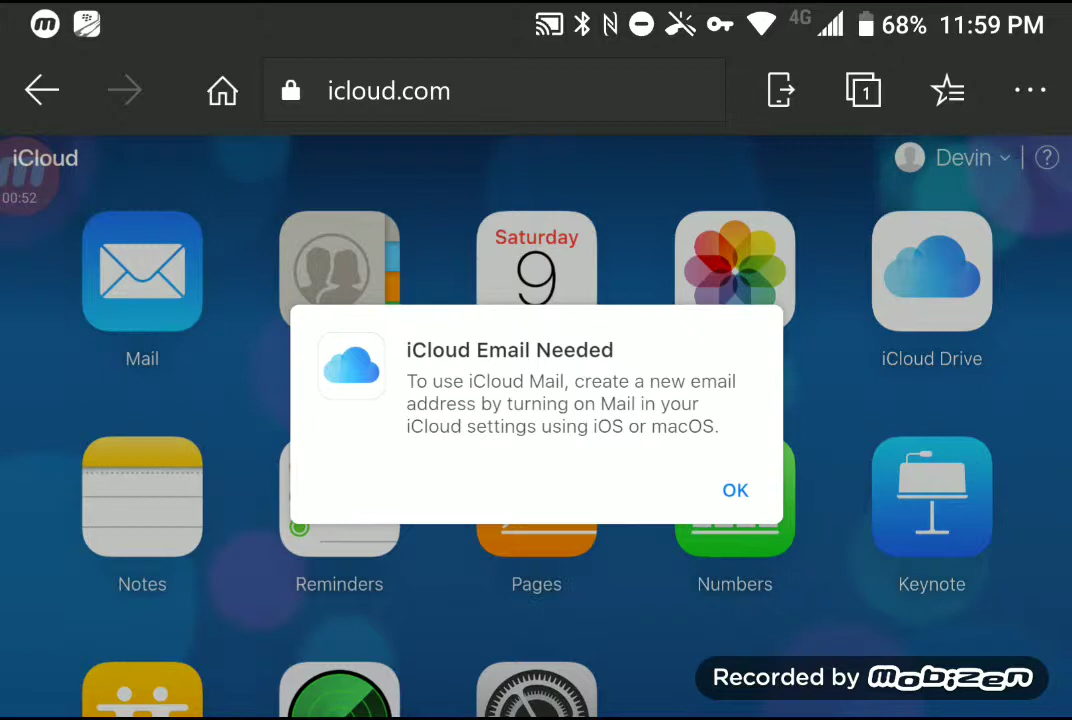 4G 68% 11:59 PM
1
icloud.com
iCloud
Devin
?
00:52
Saturday
9
Mail
iCloud Drive
iCloud Email Needed
To use iCloud Mail, create a new email
address by turning on Mail in your
iCloud settings using iOS or macOS.
OK
Notes
Reminders
Pages
Numbers
Keynote
Recorded by mobizen